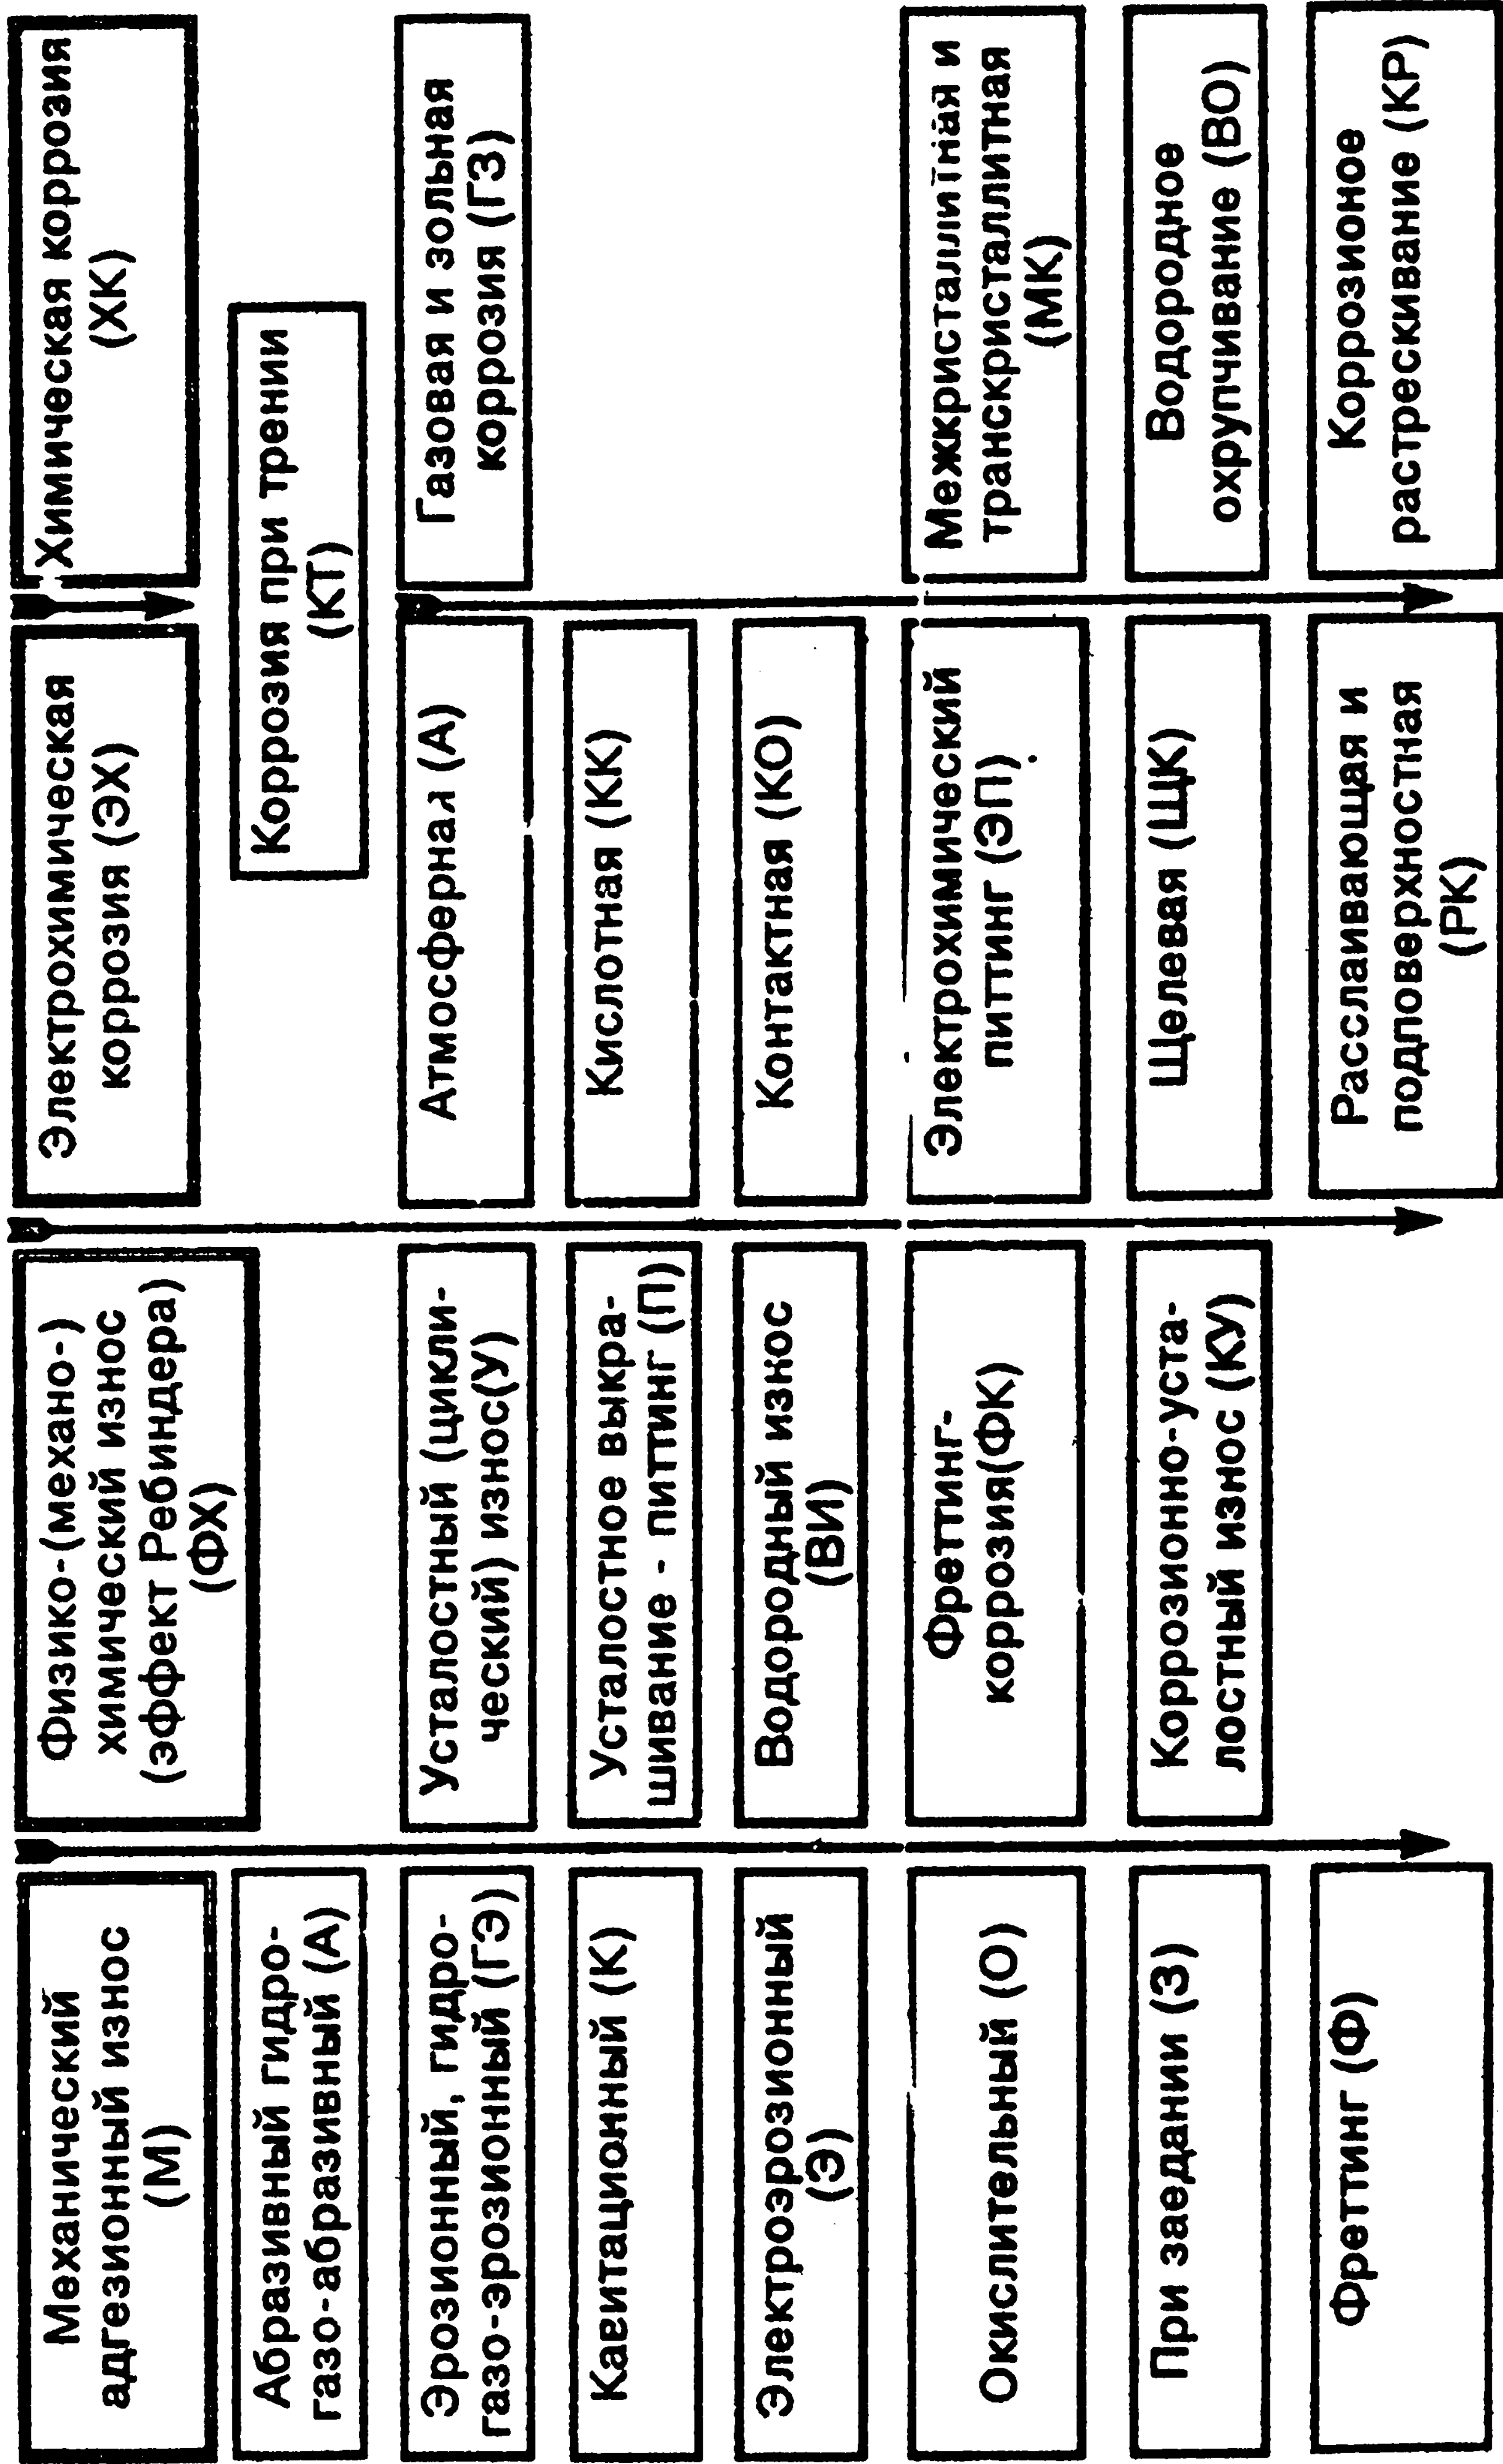 Механический
адгезионный износ
(М)
Абразивный гидро-
газо-абразивный (А)
Эрозионный, гидро-
газо-эрозионный (ГЭ)
Кавитационный (К)
Электроэрозионный
(Э)
Окислительный (О)
При заедании (З)
Фреттинг (Ф)
Физико-(механо-)
химический износ
(эффект Ребиндера)
(ФХ)
Усталостный (цикли-
ческий) износ(У)
Усталостное выкра-
шивание - питтинг (П)
Водородный износ
(ВИ)
Фреттинг-
коррозия(ФК)
Коррозионно-уста-
лостный износ (КУ)
Электрохимическая
коррозия (ЭХ)
Коррозия при трении
(КТ)
Атмосферная (А)
Кислотная (КК)
Контактная (КО)
Электрохимический
питтинг (ЭП)
Щелевая (ЩК)
Расслаивающая и
подповерхностная
(РК)
Химическая коррозия
(ХК)
Газовая и зольная
коррозия (ГЗ)
Межкристаллитная и
транскристаллитная
(МК)
Водородное
охрупчивание (ВО)
Коррозионое
растрескивание (КР)